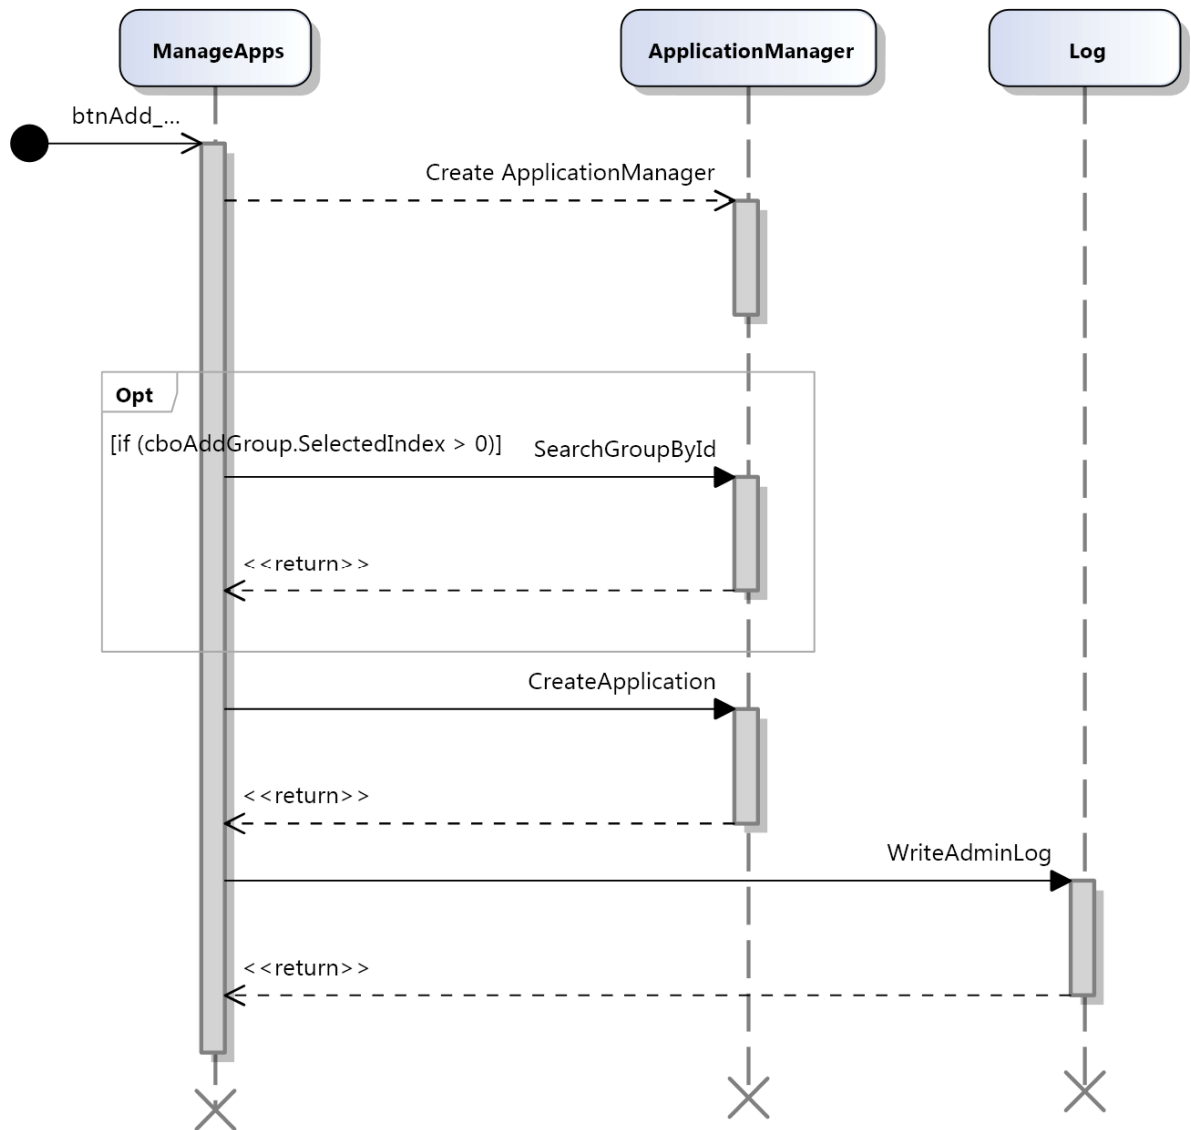 ManageApps
ApplicationManager
Log
btnAdd_...
Create ApplicationManager
Opt
[if (cboAddGroup.SelectedIndex > 0)]
SearchGroupById
<<return>>
CreateApplication
<<return>>
WriteAdminLog
<<return>>